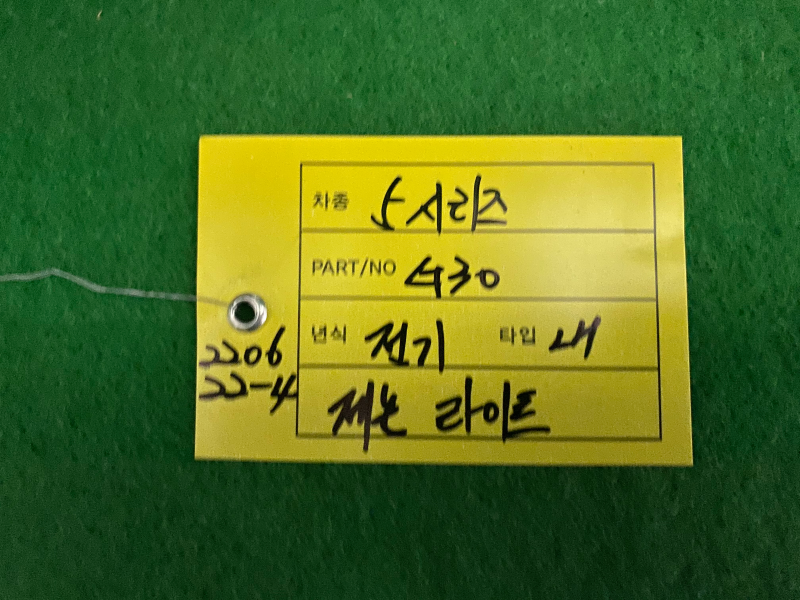 차종 5시리즈
PART/NO G30
년식 전기 타입 내
제논 라이트
2206
22-4